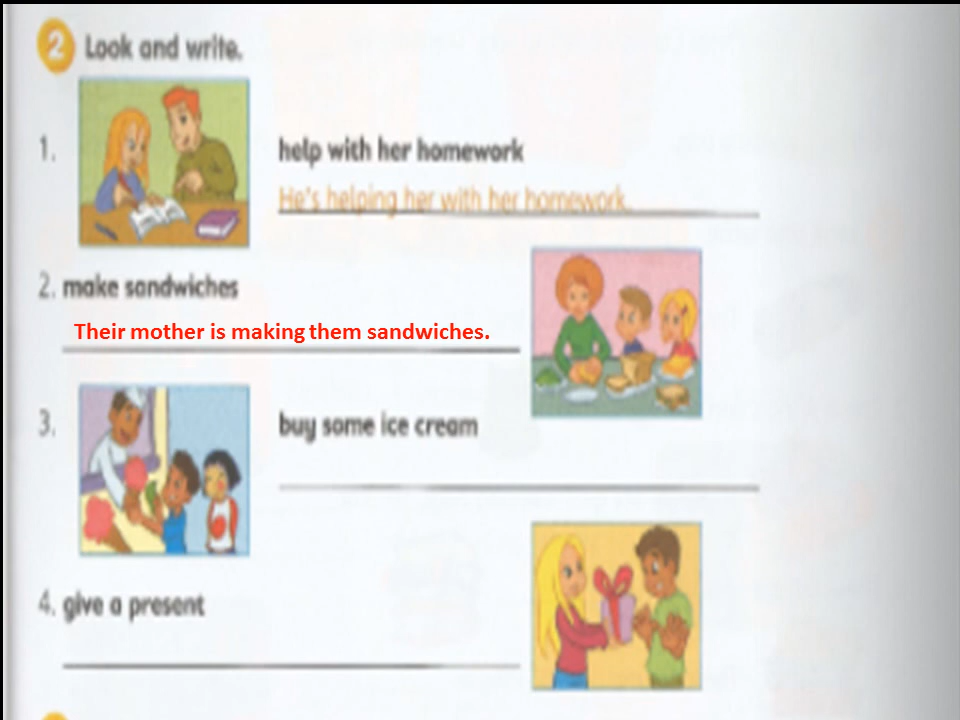 2 Look and write.
1. help with her homework
He's helping her with her homework.
2. make sandwiches
Their mother is making them sandwiches.
3. buy some ice cream
4. give a present